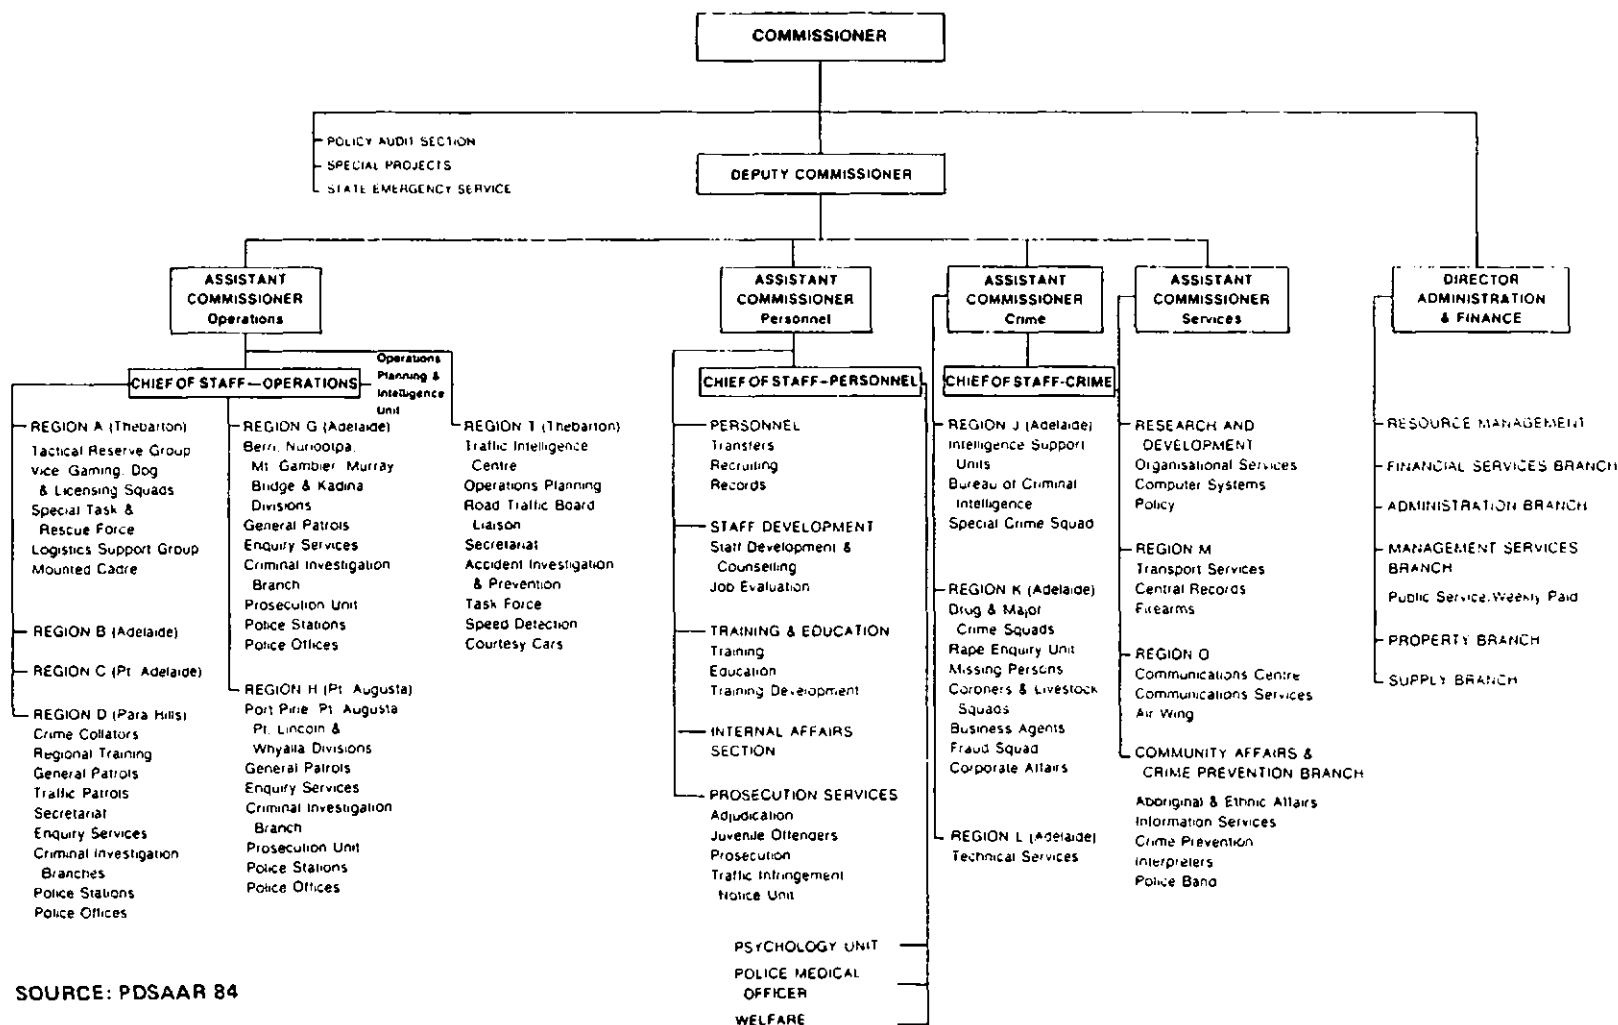 COMMISSIONER
POLICY AUDIT SECTION
SPECIAL PROJECTS
STATE EMERGENCY SERVICE
DEPUTY COMMISSIONER
ASSISTANT
COMMISSIONER
Operations
ASSISTANT
COMMISSIONER
Personnel
ASSISTANT
COMMISSIONER
Crime
ASSISTANT
COMMISSIONER
Services
DIRECTOR
ADMINISTRATION
& FINANCE
CHIEF OF STAFF—OPERATIONS
Operations
Planning &
Intelligence
Unit
REGION A (Thebarton)
Tactical Reserve Group
Vice, Gaming, Dog
& Licensing Squads
Special Task &
Rescue Force
Logistics Support Group
Mounted Cadre
REGION B (Adelaide)
REGION C (Pt. Adelaide)
REGION D (Para Hills)
Crime Collators
Regional Training
General Patrols
Traffic Patrols
Secretariat
Enquiry Services
Criminal Investigation
Branches
Police Stations
Police Offices
REGION G (Adelaide)
Berri, Nuriootpa,
Mt. Gambier, Murray
Bridge & Kadina
Divisions
General Patrols
Enquiry Services
Criminal Investigation
Branch
Prosecution Unit
Police Stations
Police Offices
REGION H (Pt. Augusta)
Port Pirie, Pt. Augusta
Pt. Lincoln &
Whyalla Divisions
General Patrols
Enquiry Services
Criminal Investigation
Branch
Prosecution Unit
Police Stations
Police Offices
REGION T (Thebarton)
Traffic Intelligence
Centre
Operations Planning
Road Traffic Board
Liaison
Secretariat
Accident Investigation
& Prevention
Task Force
Speed Detection
Courtesy Cars
CHIEF OF STAFF-PERSONNEL
PERSONNEL
Transfers
Recruiting
Records
STAFF DEVELOPMENT
Staff Development &
Counselling
Job Evaluation
TRAINING & EDUCATION
Training
Education
Training Development
INTERNAL AFFAIRS
SECTION
PROSECUTION SERVICES
Adjudication
Juvenile Offenders
Prosecution
Traffic Infringement
Notice Unit
PSYCHOLOGY UNIT
POLICE MEDICAL
OFFICER
WELFARE
CHIEF OF STAFF-CRIME
REGION J (Adelaide)
Intelligence Support
Units
Bureau of Criminal
Intelligence
Special Crime Squad
REGION K (Adelaide)
Drug & Major
Crime Squads
Rape Enquiry Unit
Missing Persons
Coroners & Livestock
Squads
Business Agents
Fraud Squad
Corporate Affairs
REGION L (Adelaide)
Technical Services
RESEARCH AND
DEVELOPMENT
Organisational Services
Computer Systems
Policy
REGION M
Transport Services
Central Records
Firearms
REGION O
Communications Centre
Communications Services
Air Wing
COMMUNITY AFFAIRS &
CRIME PREVENTION BRANCH
Aboriginal & Ethnic Affairs
Information Services
Crime Prevention
Interpreters
Police Band
RESOURCE MANAGEMENT
FINANCIAL SERVICES BRANCH
ADMINISTRATION BRANCH
MANAGEMENT SERVICES
BRANCH
Public Service, Weekly Paid
PROPERTY BRANCH
SUPPLY BRANCH
SOURCE: PDSAAR 84